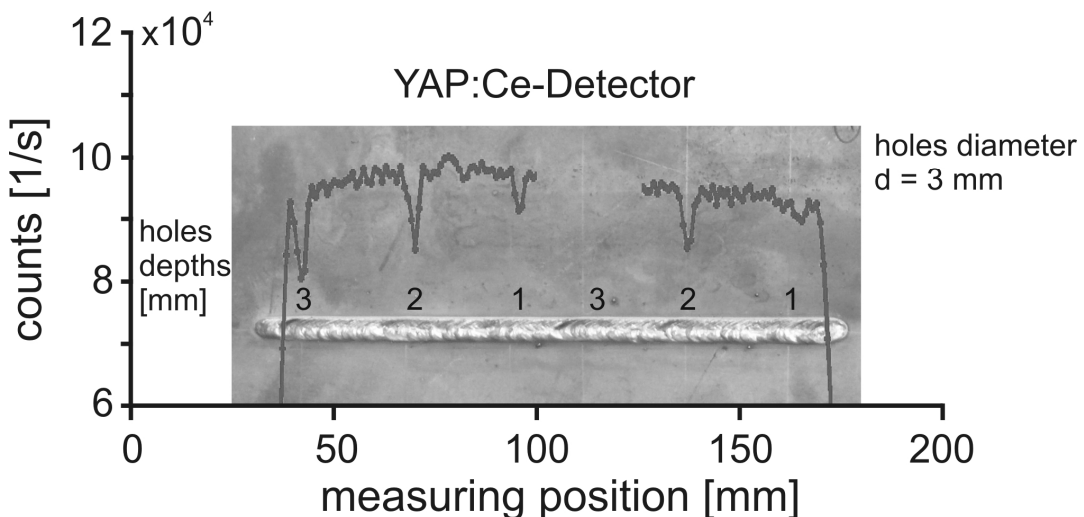 12
x10⁴
YAP:Ce-Detector
10
holes diameter
d = 3 mm
counts [1/s]
holes
depths
[mm]
8
3 2 1 3 2 1
6
0 50 100 150 200
measuring position [mm]